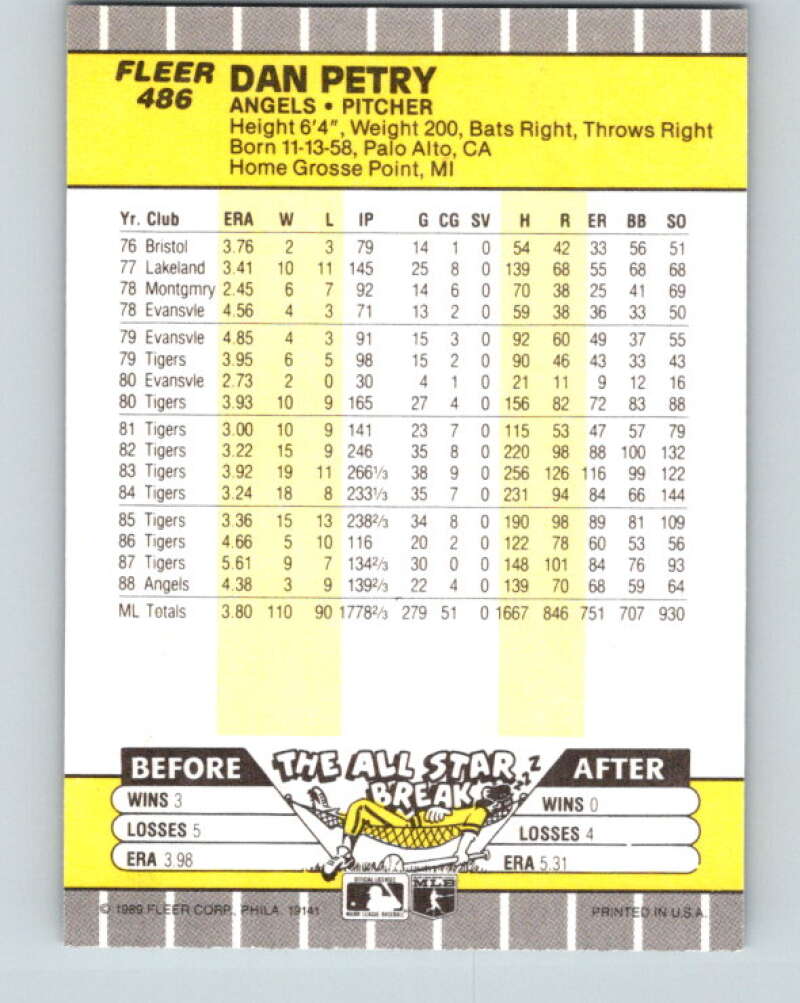 FLEER
486
DAN PETRY
ANGELS • PITCHER
Height 6'4", Weight 200, Bats Right, Throws Right
Born 11-13-58, Palo Alto, CA
Home Grosse Point, MI
Yr. Club ERA W L IP G CG SV H R ER BB SO
76 Bristol 3.76 2 3 79 14 1 0 54 42 33 56 51
77 Lakeland 3.41 10 11 145 25 8 0 139 68 55 68 68
78 Montgmry 2.45 6 7 92 14 6 0 70 38 25 41 69
78 Evansvle 4.56 4 3 71 13 2 0 59 38 36 33 50
79 Evansvle 4.85 4 3 91 15 3 0 92 60 49 37 55
79 Tigers 3.95 6 5 98 15 2 0 90 46 43 33 43
80 Evansvle 2.73 2 0 30 4 1 0 21 11 9 12 16
80 Tigers 3.93 10 9 165 27 4 0 156 82 72 83 88
81 Tigers 3.00 10 9 141 23 7 0 115 53 47 57 79
82 Tigers 3.22 15 9 246 35 8 0 220 98 88 100 132
83 Tigers 3.92 19 11 266⅓ 38 9 0 256 126 116 99 122
84 Tigers 3.24 18 8 233⅓ 35 7 0 231 94 84 66 144
85 Tigers 3.36 15 13 238⅔ 34 8 0 190 98 89 81 109
86 Tigers 4.66 5 10 116 20 2 0 122 78 60 53 56
87 Tigers 5.61 9 7 134⅔ 30 0 0 148 101 84 76 93
88 Angels 4.38 3 9 139⅔ 22 4 0 139 70 68 59 64
ML Totals 3.80 110 90 1778⅔ 279 51 0 1667 846 751 707 930
BEFORE THE ALL STAR BREAK ZZZ AFTER
WINS 3 WINS 0
LOSSES 5 LOSSES 4
ERA 3.98 ERA 5.31
OFFICIAL LICENSEE
MAJOR LEAGUE BASEBALL
MLB
© 1989 FLEER CORP., PHILA. 19141 PRINTED IN U.S.A.